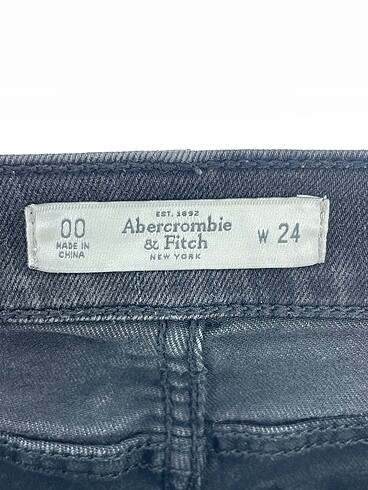 00
MADE IN
CHINA
EST. 1892
Abercrombie
& Fitch
NEW YORK
W 24